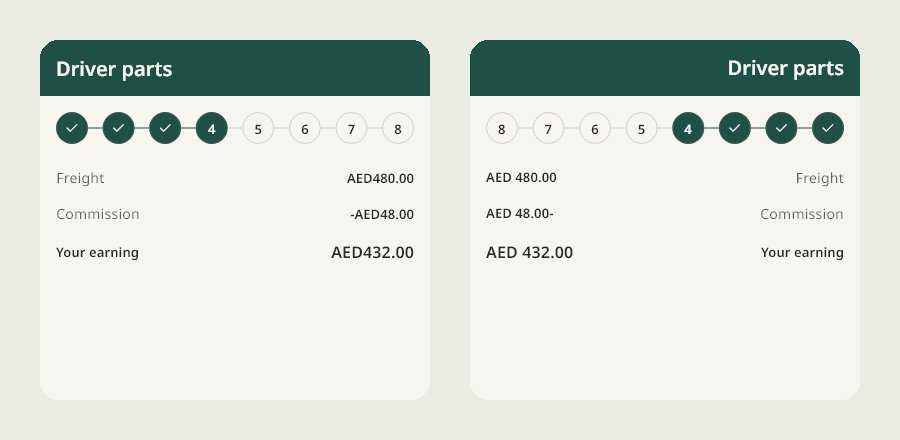 Driver parts
4 5 6 7 8
Freight AED480.00
Commission -AED48.00
Your earning AED432.00
Driver parts
8 7 6 5 4
AED 480.00 Freight
AED 48.00- Commission
AED 432.00 Your earning